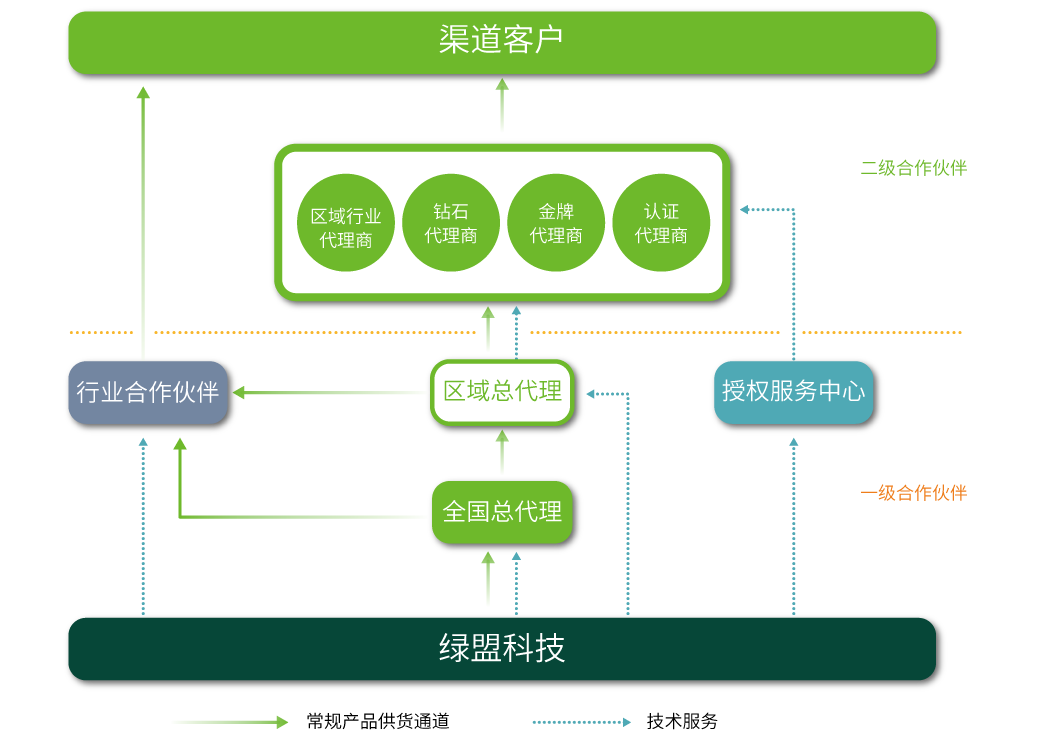 渠道客户
二级合作伙伴
区域行业
代理商
钻石
代理商
金牌
代理商
认证
代理商
行业合作伙伴
区域总代理
授权服务中心
一级合作伙伴
全国总代理
绿盟科技
常规产品供货通道
技术服务